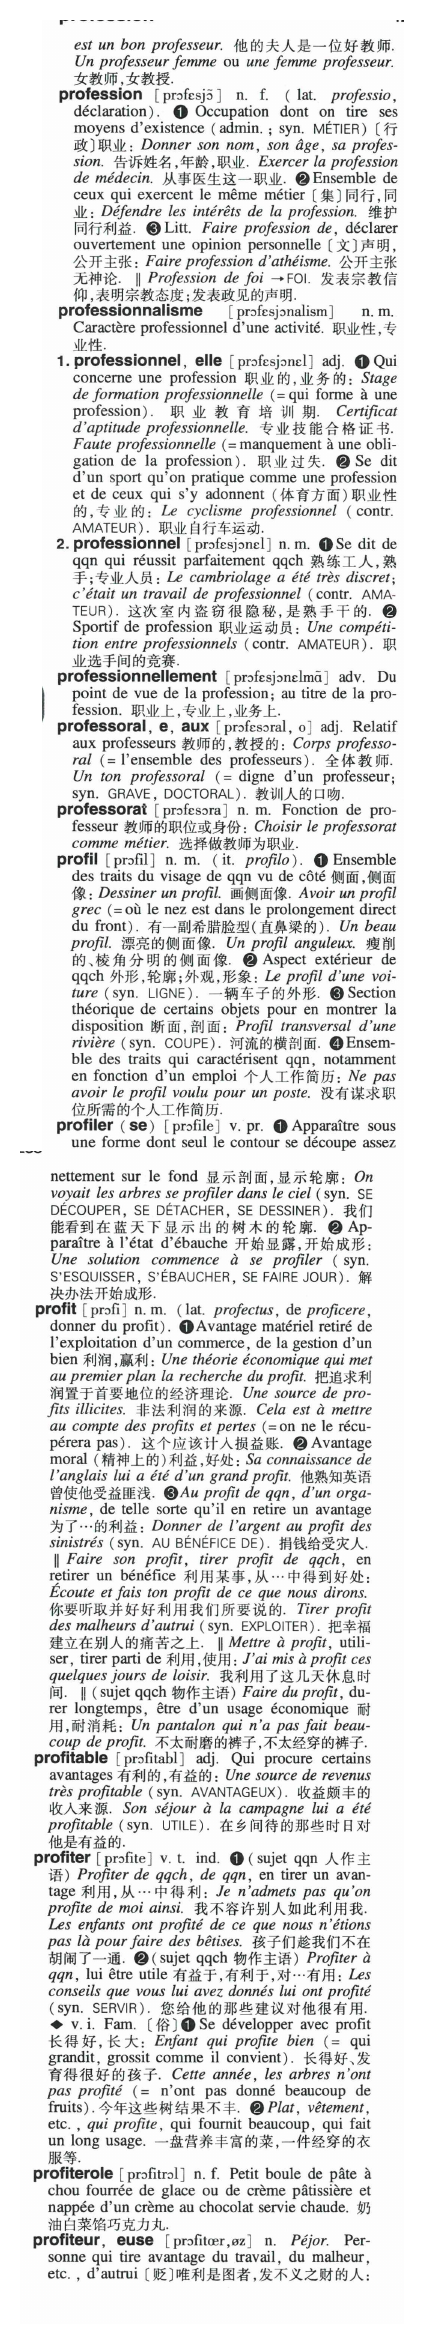 est un bon professeur. 他的夫人是一位好教师.
Un professeur femme ou une femme professeur.
女教师,女教授.
profession [prɔfɛsjɔ̃] n. f. ( lat. professio,
déclaration). ❶ Occupation dont on tire ses
moyens d'existence (admin. ; syn. MÉTIER)〔行
政〕职业: Donner son nom, son âge, sa profes-
sion. 告诉姓名,年龄,职业. Exercer la profession
de médecin. 从事医生这一职业. ❷ Ensemble de
ceux qui exercent le même métier〔集〕同行,同
业: Défendre les intérêts de la profession. 维护
同行利益. ❸ Litt. Faire profession de, déclarer
ouvertement une opinion personnelle〔文〕声明,
公开主张: Faire profession d'athéisme. 公开主张
无神论. ‖ Profession de foi →FOI. 发表宗教信
仰,表明宗教态度;发表政见的声明.
professionnalisme [prɔfɛsjɔnalism] n. m.
Caractère professionnel d'une activité. 职业性,专
业性.
1. professionnel, elle [prɔfɛsjɔnɛl] adj. ❶ Qui
concerne une profession 职业的,业务的: Stage
de formation professionnelle (= qui forme à une
profession). 职业教育培训期. Certificat
d'aptitude professionnelle. 专业技能合格证书.
Faute professionnelle (= manquement à une obli-
gation de la profession). 职业过失. ❷ Se dit
d'un sport qu'on pratique comme une profession
et de ceux qui s'y adonnent (体育方面)职业性
的,专业的: Le cyclisme professionnel ( contr.
AMATEUR). 职业自行车运动.
2. professionnel [prɔfɛsjɔnɛl] n. m. ❶ Se dit de
qqn qui réussit parfaitement qqch 熟练工人,熟
手;专业人员: Le cambriolage a été très discret;
c'était un travail de professionnel (contr. AMA-
TEUR). 这次室内盗窃很隐秘,是熟手干的. ❷
Sportif de profession 职业运动员: Une compéti-
tion entre professionnels (contr. AMATEUR). 职
业选手间的竞赛.
professionnellement [prɔfɛsjɔnɛlmɑ̃] adv. Du
point de vue de la profession; au titre de la pro-
fession. 职业上,专业上,业务上.
professoral, e, aux [prɔfɛsɔral, o] adj. Relatif
aux professeurs 教师的,教授的: Corps professo-
ral (= l'ensemble des professeurs). 全体教师.
Un ton professoral (= digne d'un professeur;
syn. GRAVE, DOCTORAL). 教训人的口吻.
professorat [prɔfɛsɔra] n. m. Fonction de pro-
fesseur 教师的职位或身份: Choisir le professorat
comme métier. 选择做教师为职业.
profil [prɔfil] n. m. (it. profilo). ❶ Ensemble
des traits du visage de qqn vu de côté 侧面,侧面
像: Dessiner un profil. 画侧面像. Avoir un profil
grec (= où le nez est dans le prolongement direct
du front). 有一副希腊脸型(直鼻梁的). Un beau
profil. 漂亮的侧面像. Un profil anguleux. 瘦削
的、棱角分明的侧面像. ❷ Aspect extérieur de
qqch 外形,轮廓;外观,形象: Le profil d'une voi-
ture (syn. LIGNE). 一辆车子的外形. ❸ Section
théorique de certains objets pour en montrer la
disposition 断面,剖面: Profil transversal d'une
rivière (syn. COUPE). 河流的横剖面. ❹ Ensem-
ble des traits qui caractérisent qqn, notamment
en fonction d'un emploi 个人工作简历: Ne pas
avoir le profil voulu pour un poste. 没有谋求职
位所需的个人工作简历.
profiler (se) [prɔfile] v. pr. ❶ Apparaître sous
une forme dont seul le contour se découpe assez
nettement sur le fond 显示剖面,显示轮廓: On
voyait les arbres se profiler dans le ciel (syn. SE
DÉCOUPER, SE DÉTACHER, SE DESSINER). 我们
能看到在蓝天下显示出的树木的轮廓. ❷ Ap-
paraître à l'état d'ébauche 开始显露,开始成形:
Une solution commence à se profiler ( syn.
S'ESQUISSER, S'ÉBAUCHER, SE FAIRE JOUR). 解
决办法开始成形.
profit [prɔfi] n. m. (lat. profectus, de proficere,
donner du profit). ❶ Avantage matériel retiré de
l'exploitation d'un commerce, de la gestion d'un
bien 利润,赢利: Une théorie économique qui met
au premier plan la recherche du profit. 把追求利
润置于首要地位的经济理论. Une source de pro-
fits illicites. 非法利润的来源. Cela est à mettre
au compte des profits et pertes (= on ne le récu-
pérera pas). 这个应该计入损益账. ❷ Avantage
moral (精神上的)利益,好处: Sa connaissance de
l'anglais lui a été d'un grand profit. 他熟知英语
曾使他受益匪浅. ❸ Au profit de qqn, d'un orga-
nisme, de telle sorte qu'il en retire un avantage
为了…的利益: Donner de l'argent au profit des
sinistrés (syn. AU BÉNÉFICE DE). 捐钱给受灾人.
‖ Faire son profit, tirer profit de qqch, en
retirer un bénéfice 利用某事,从…中得到好处:
Écoute et fais ton profit de ce que nous dirons.
你要听取并好好利用我们所要说的. Tirer profit
des malheurs d'autrui (syn. EXPLOITER). 把幸福
建立在别人的痛苦之上. ‖ Mettre à profit, utili-
ser, tirer parti de 利用,使用: J'ai mis à profit ces
quelques jours de loisir. 我利用了这几天休息时
间. ‖ (sujet qqch 物作主语) Faire du profit, du-
rer longtemps, être d'un usage économique 耐
用,耐消耗: Un pantalon qui n'a pas fait beau-
coup de profit. 不太耐磨的裤子,不太经穿的裤子.
profitable [prɔfitabl] adj. Qui procure certains
avantages 有利的,有益的: Une source de revenus
très profitable (syn. AVANTAGEUX). 收益颇丰的
收入来源. Son séjour à la campagne lui a été
profitable (syn. UTILE). 在乡间待的那些时日对
他是有益的.
profiter [prɔfite] v. t. ind. ❶ (sujet qqn 人作主
语) Profiter de qqch, de qqn, en tirer un avan-
tage 利用,从…中得利: Je n'admets pas qu'on
profite de moi ainsi. 我不容许别人如此利用我.
Les enfants ont profité de ce que nous n'étions
pas là pour faire des bêtises. 孩子们趁我们不在
胡闹了一通. ❷ (sujet qqch 物作主语) Profiter à
qqn, lui être utile 有益于,有利于,对…有用: Les
conseils que vous lui avez donnés lui ont profité
(syn. SERVIR). 您给他的那些建议对他很有用.
◆ v. i. Fam.〔俗〕❶ Se développer avec profit
长得好,长大: Enfant qui profite bien (= qui
grandit, grossit comme il convient). 长得好、发
育得很好的孩子. Cette année, les arbres n'ont
pas profité (= n'ont pas donné beaucoup de
fruits). 今年这些树结果不丰. ❷ Plat, vêtement,
etc. , qui profite, qui fournit beaucoup, qui fait
un long usage. 一盘营养丰富的菜,一件经穿的衣
服等.
profiterole [prɔfitrɔl] n. f. Petit boule de pâte à
chou fourrée de glace ou de crème pâtissière et
nappée d'un crème au chocolat servie chaude. 奶
油白菜馅巧克力丸.
profiteur, euse [prɔfitœr,øz] n. Péjor. Per-
sonne qui tire avantage du travail, du malheur,
etc. , d'autrui〔贬〕唯利是图者,发不义之财的人: